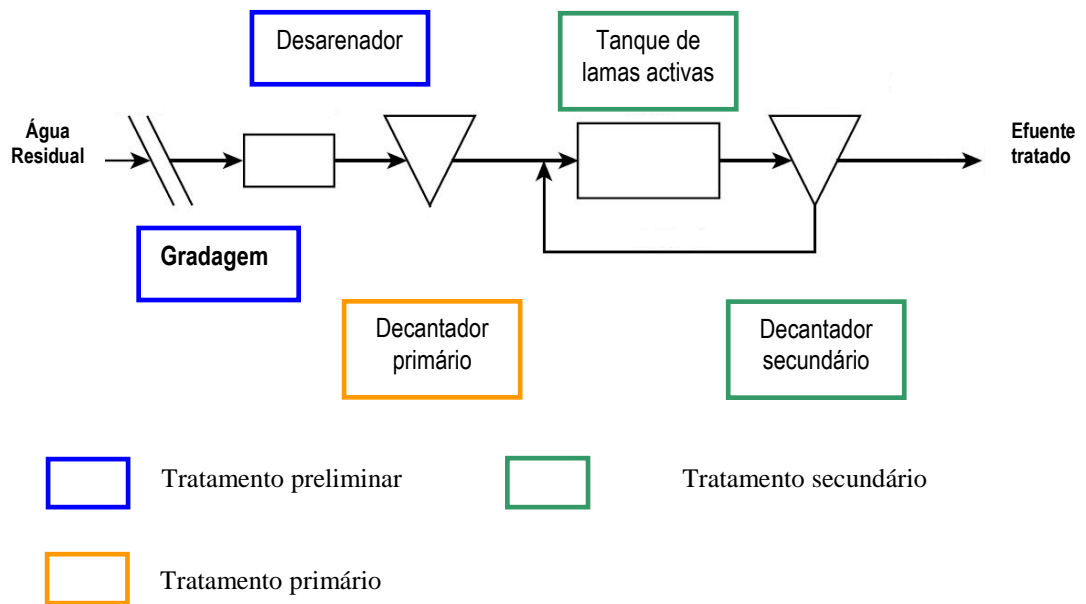 Desarenador
Tanque de
lamas activas
Água
Residual
Efuente
tratado
Gradagem
Decantador
primário
Decantador
secundário
Tratamento preliminar
Tratamento secundário
Tratamento primário